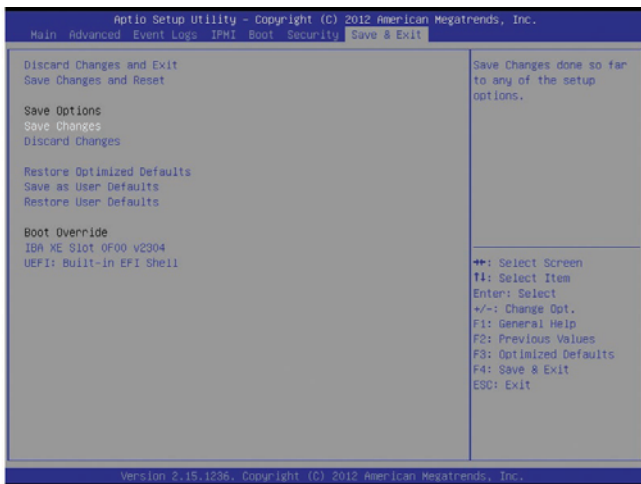 Aptio Setup Utility – Copyright (C) 2012 American Megatrends, Inc.
Main Advanced Event Logs IPMI Boot Security Save & Exit
Discard Changes and Exit
Save Changes and Reset
Save Options
Save Changes
Discard Changes
Restore Optimized Defaults
Save as User Defaults
Restore User Defaults
Boot Override
IBA XE Slot 0F00 v2304
UEFI: Built-in EFI Shell
Save Changes done so far
to any of the setup
options.
→←: Select Screen
↑↓: Select Item
Enter: Select
+/-: Change Opt.
F1: General Help
F2: Previous Values
F3: Optimized Defaults
F4: Save & Exit
ESC: Exit
Version 2.15.1236. Copyright (C) 2012 American Megatrends, Inc.